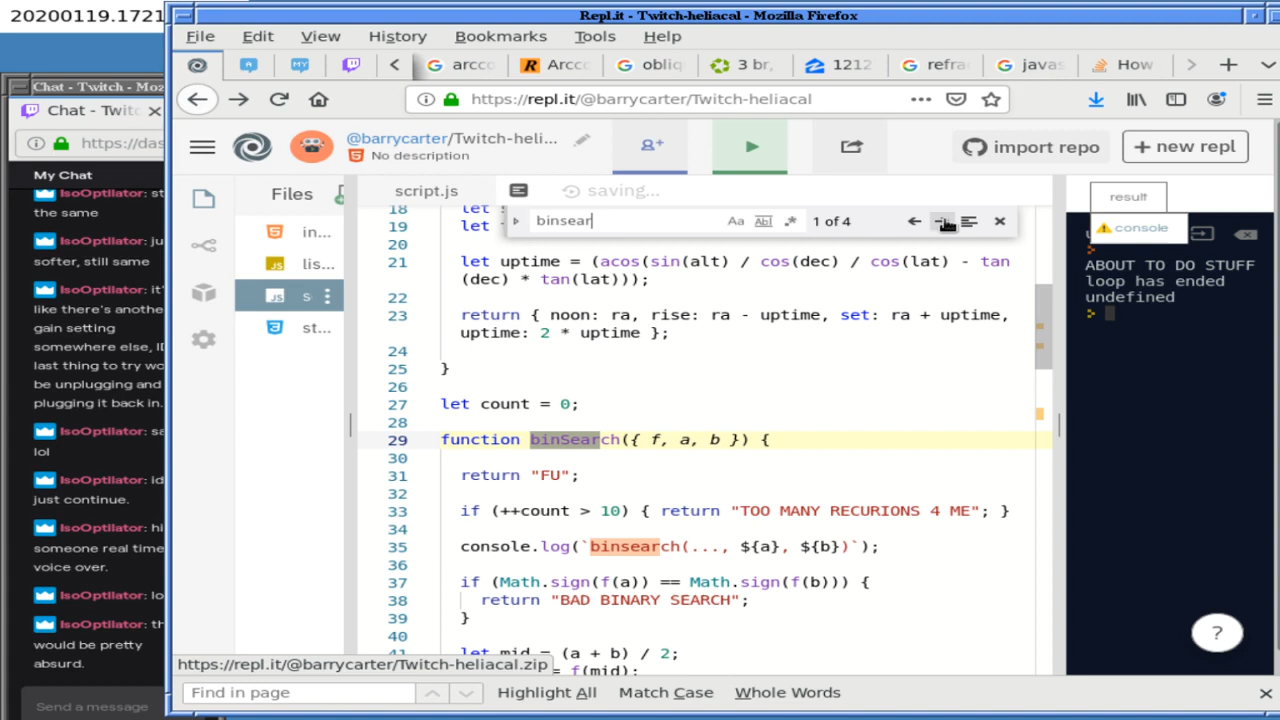 20200119.1721
Repl.it - Twitch-heliacal - Mozilla Firefox
File Edit View History Bookmarks Tools Help
arccc Arccc obliq 3 br; 1212 refra javas How
https://repl.it/@barrycarter/Twitch-heliacal
Chat - Twitch - Moz
Chat - Twitc
https://das
My Chat
IsoOptilator: st
the same
IsoOptilator: ju
softer, still same
IsoOptilator: it'
like there's anothe
gain setting
somewhere else, ID
last thing to try wo
be unplugging and
plugging it back in.
IsoOptilator: sa
lol
IsoOptilator: id
just continue.
IsoOptilator: hi
someone real time
voice over.
IsoOptilator: lo
IsoOptilator: th
would be pretty
absurd.
Send a message
@barrycarter/Twitch-heli...
No description
import repo
+ new repl
Files
in...
lis...
s
st...
script.js
saving...
binsear
Aa Abl .* 1 of 4
18 let
19 let
20
21 let uptime = (acos(sin(alt) / cos(dec) / cos(lat) - tan
(dec) * tan(lat)));
22
23 return { noon: ra, rise: ra - uptime, set: ra + uptime,
uptime: 2 * uptime };
24
25 }
26
27 let count = 0;
28
29 function binSearch({ f, a, b }) {
30
31 return "FU";
32
33 if (++count > 10) { return "TOO MANY RECURIONS 4 ME"; }
34
35 console.log(`binsearch(..., ${a}, ${b})`);
36
37 if (Math.sign(f(a)) == Math.sign(f(b))) {
38 return "BAD BINARY SEARCH";
39 }
40
41 let mid = (a + b) / 2;
= f(mid);
result
console
ABOUT TO DO STUFF
loop has ended
undefined
?
https://repl.it/@barrycarter/Twitch-heliacal.zip
Find in page
Highlight All Match Case Whole Words